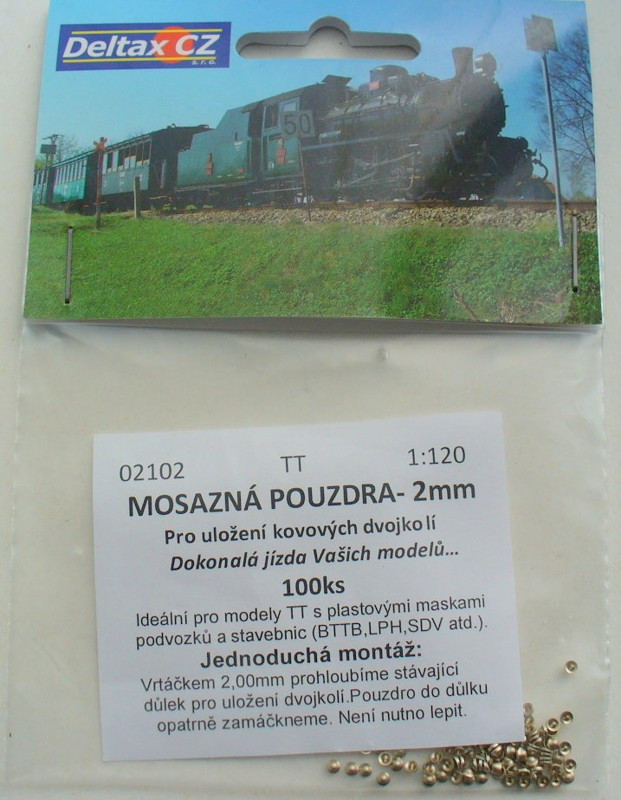 Deltax CZ
s. r. o.
50
02102 TT 1:120
MOSAZNÁ POUZDRA- 2mm
Pro uložení kovových dvojkolí
Dokonalá jízda Vašich modelů...
100ks
Ideální pro modely TT s plastovými maskami
podvozků a stavebnic (BTTB,LPH,SDV atd.).
Jednoduchá montáž:
Vrtáčkem 2,00mm prohloubíme stávající
důlek pro uložení dvojkolí.Pouzdro do důlku
opatrně zamáčkneme. Není nutno lepit.